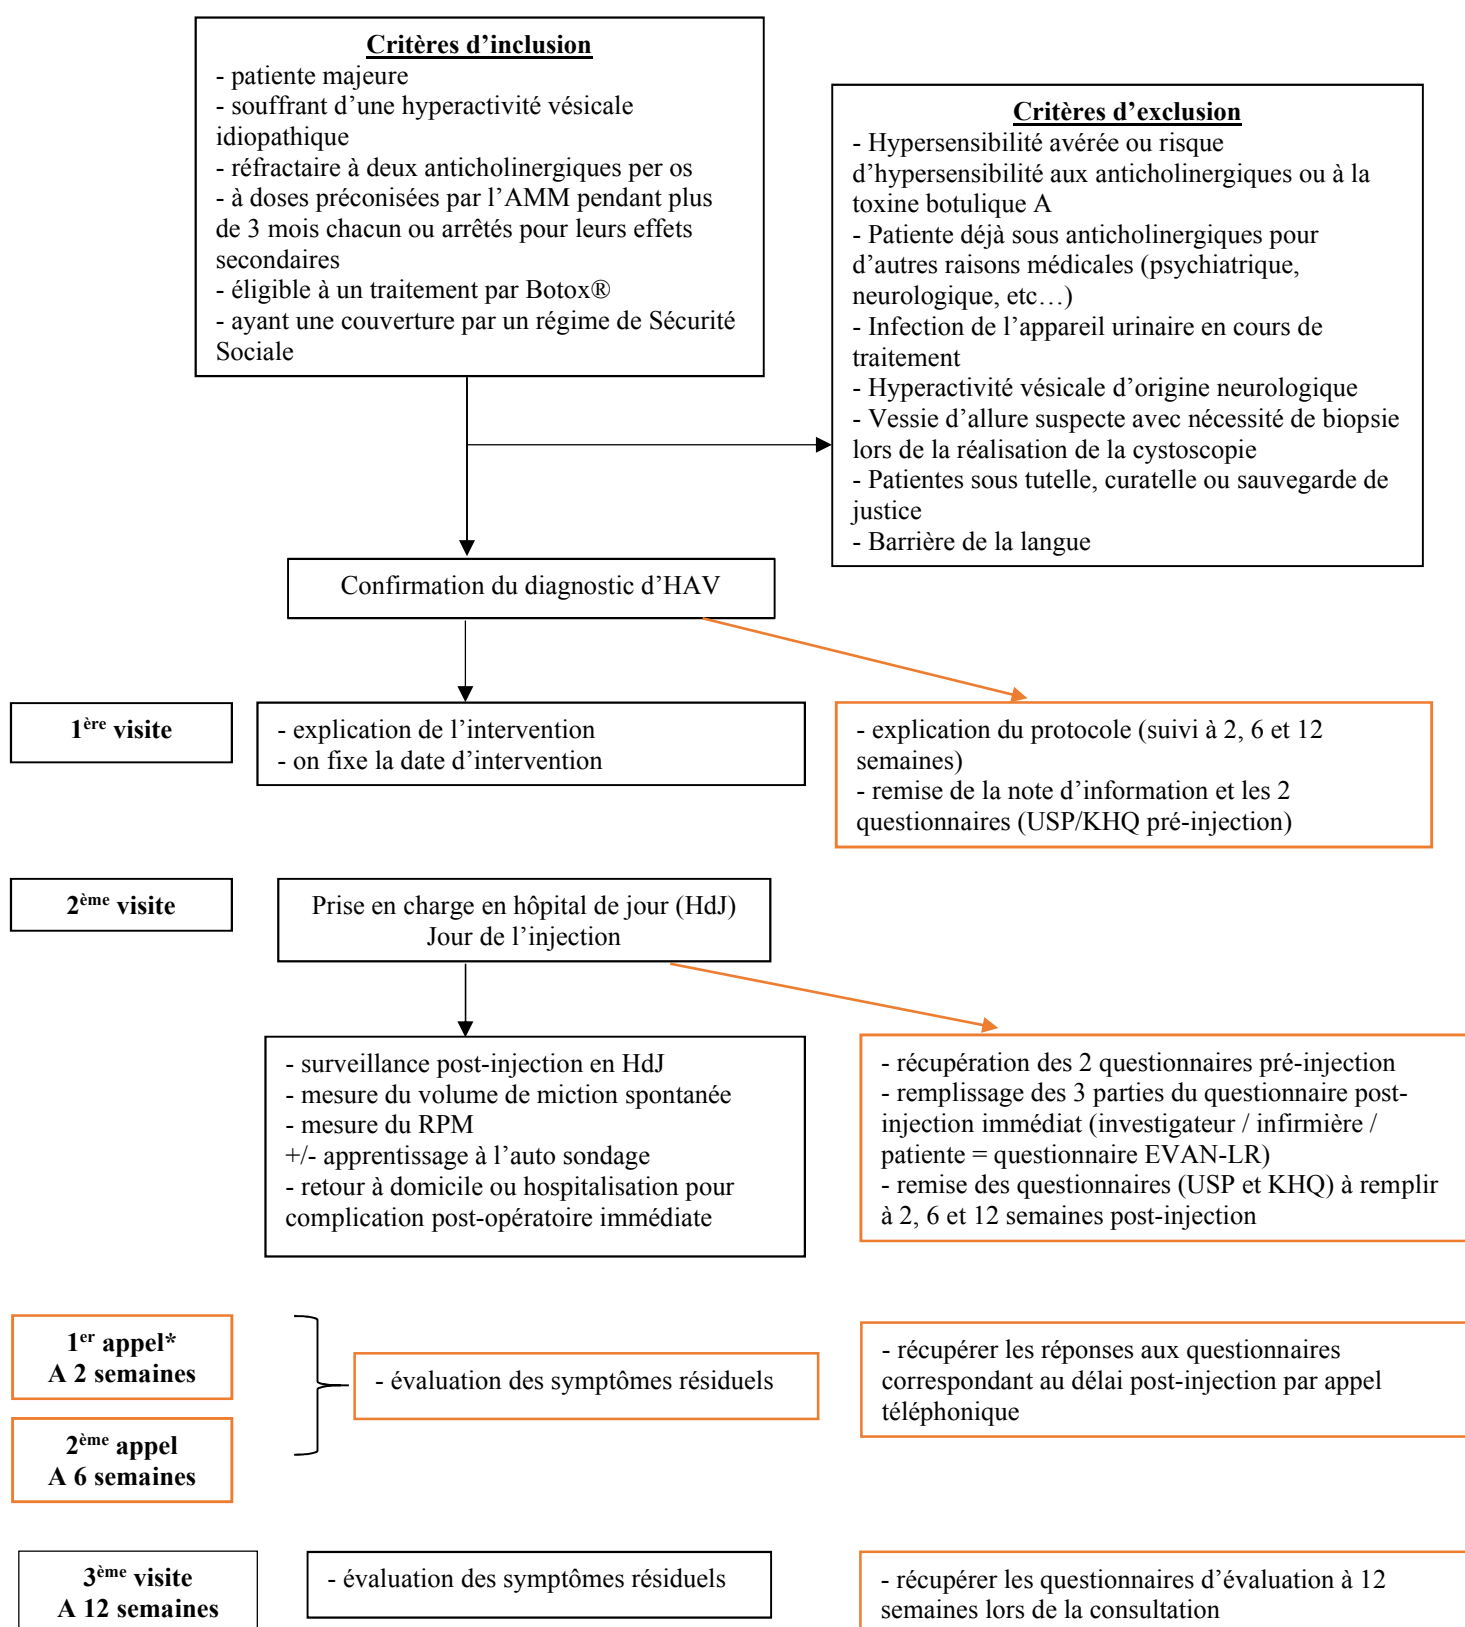 Critères d’inclusion
- patiente majeure
- souffrant d’une hyperactivité vésicale
idiopathique
- réfractaire à deux anticholinergiques per os
- à doses préconisées par l’AMM pendant plus
de 3 mois chacun ou arrêtés pour leurs effets
secondaires
- éligible à un traitement par Botox®
- ayant une couverture par un régime de Sécurité
Sociale
Critères d’exclusion
- Hypersensibilité avérée ou risque
d’hypersensibilité aux anticholinergiques ou à la
toxine botulique A
- Patiente déjà sous anticholinergiques pour
d’autres raisons médicales (psychiatrique,
neurologique, etc…)
- Infection de l’appareil urinaire en cours de
traitement
- Hyperactivité vésicale d’origine neurologique
- Vessie d’allure suspecte avec nécessité de biopsie
lors de la réalisation de la cystoscopie
- Patientes sous tutelle, curatelle ou sauvegarde de
justice
- Barrière de la langue
Confirmation du diagnostic d’HAV
1ère visite
- explication de l’intervention
- on fixe la date d’intervention
- explication du protocole (suivi à 2, 6 et 12
semaines)
- remise de la note d’information et les 2
questionnaires (USP/KHQ pré-injection)
2ème visite
Prise en charge en hôpital de jour (HdJ)
Jour de l’injection
- surveillance post-injection en HdJ
- mesure du volume de miction spontanée
- mesure du RPM
+/- apprentissage à l’auto sondage
- retour à domicile ou hospitalisation pour
complication post-opératoire immédiate
- récupération des 2 questionnaires pré-injection
- remplissage des 3 parties du questionnaire post-
injection immédiat (investigateur / infirmière /
patiente = questionnaire EVAN-LR)
- remise des questionnaires (USP et KHQ) à remplir
à 2, 6 et 12 semaines post-injection
1er appel*
A 2 semaines
2ème appel
A 6 semaines
- évaluation des symptômes résiduels
- récupérer les réponses aux questionnaires
correspondant au délai post-injection par appel
téléphonique
3ème visite
A 12 semaines
- évaluation des symptômes résiduels
- récupérer les questionnaires d’évaluation à 12
semaines lors de la consultation